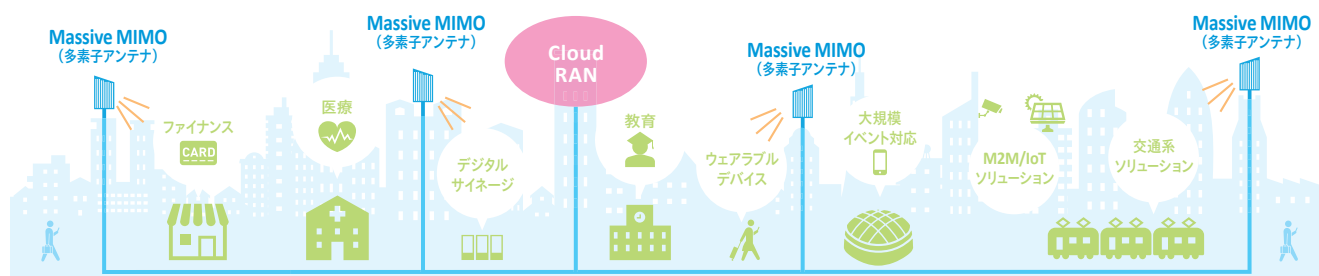 Massive MIMO
(多素子アンテナ)
ファイナンス
CARD
医療
Massive MIMO
(多素子アンテナ)
デジタル
サイネージ
Cloud
RAN
教育
ウェアラブル
デバイス
Massive MIMO
(多素子アンテナ)
大規模
イベント対応
M2M/IoT
ソリューション
交通系
ソリューション
Massive MIMO
(多素子アンテナ)